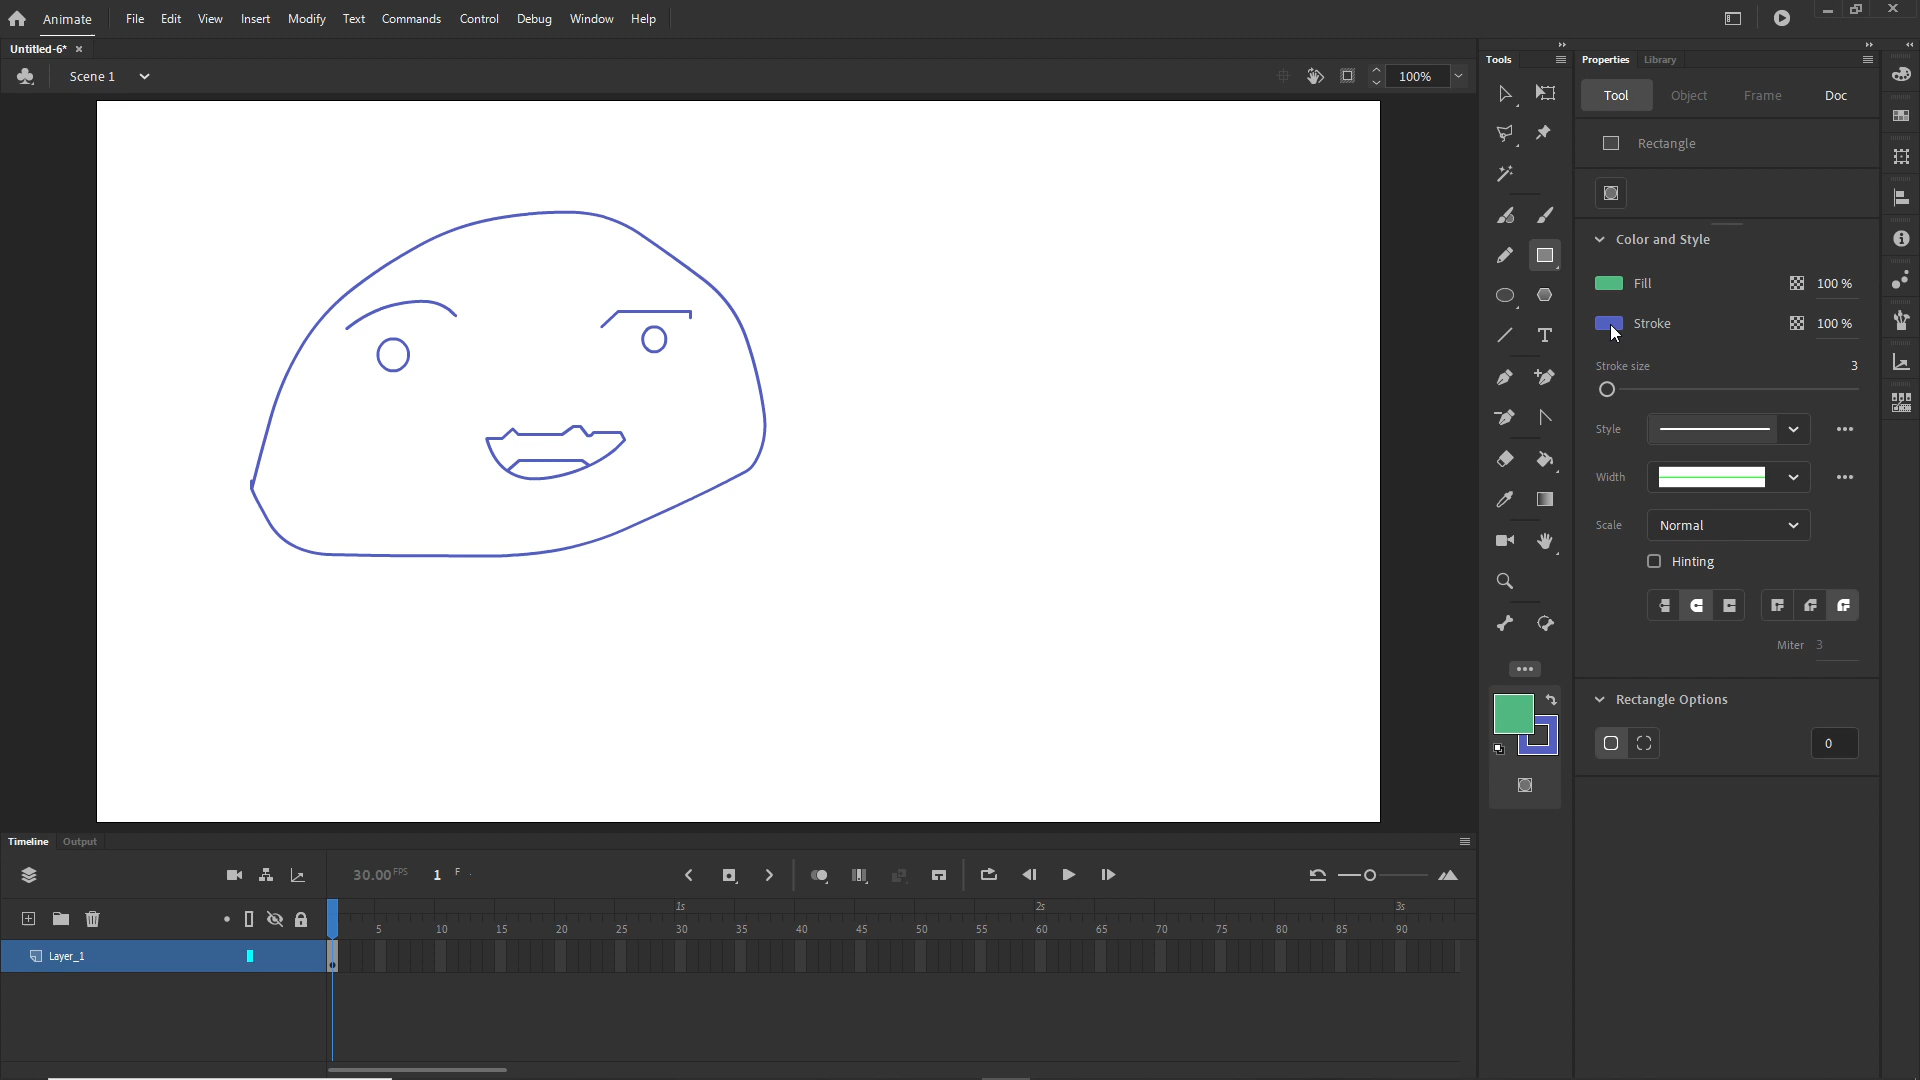 Animate File Edit View Insert Modify Text Commands Control Debug Window Help
Untitled-6*
Scene 1 100%
Tools
Properties Library
Tool Object Frame Doc
Rectangle
Color and Style
Fill 100 %
Stroke 100 %
Stroke size 3
Style
Width
Scale Normal
Hinting
Miter 3
Rectangle Options
0
Timeline Output
30.00 FPS 1 F
1s 2s 3s
5 10 15 20 25 30 35 40 45 50 55 60 65 70 75 80 85 90
Layer_1